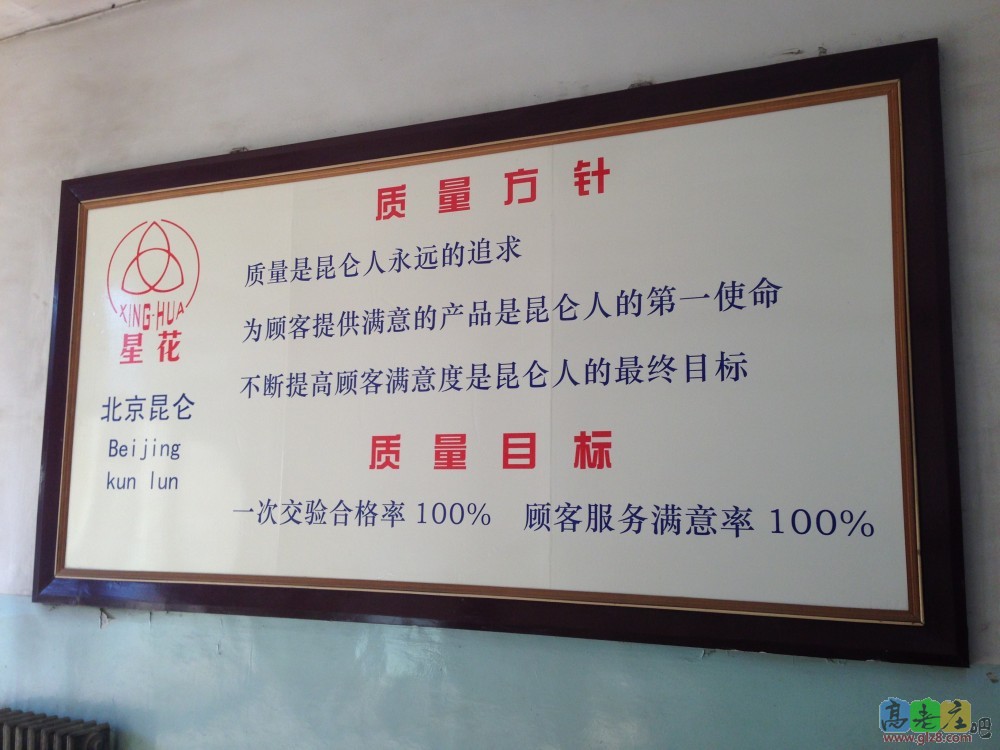 XING-HUA
星花
北京昆仑
Beijing
kun lun
质量方针
质量是昆仑人永远的追求
为顾客提供满意的产品是昆仑人的第一使命
不断提高顾客满意度是昆仑人的最终目标
质量目标
一次交验合格率 100% 顾客服务满意率 100%
高老庄吧
www.glz8.com